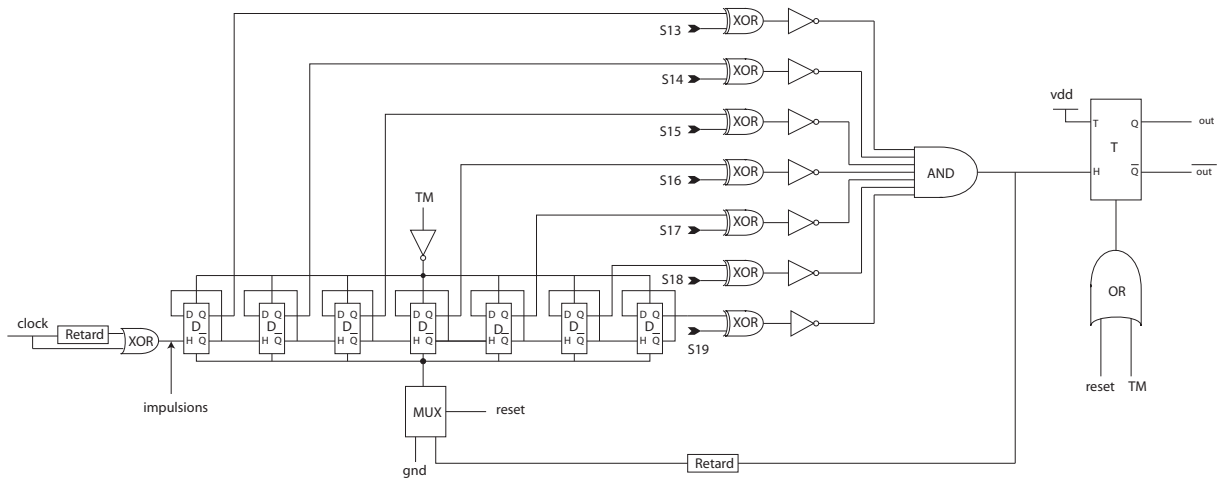 S13
XOR
S14
XOR
S15
XOR
S16
XOR
S17
XOR
S18
XOR
S19
XOR
AND
vdd
T Q
T
H Q
out
out
OR
reset TM
TM
clock
Retard
XOR
impulsions
D Q
D
H Q
D Q
D
H Q
D Q
D
H Q
D Q
D
H Q
D Q
D
H Q
D Q
D
H Q
D Q
D
H Q
MUX
reset
gnd
Retard